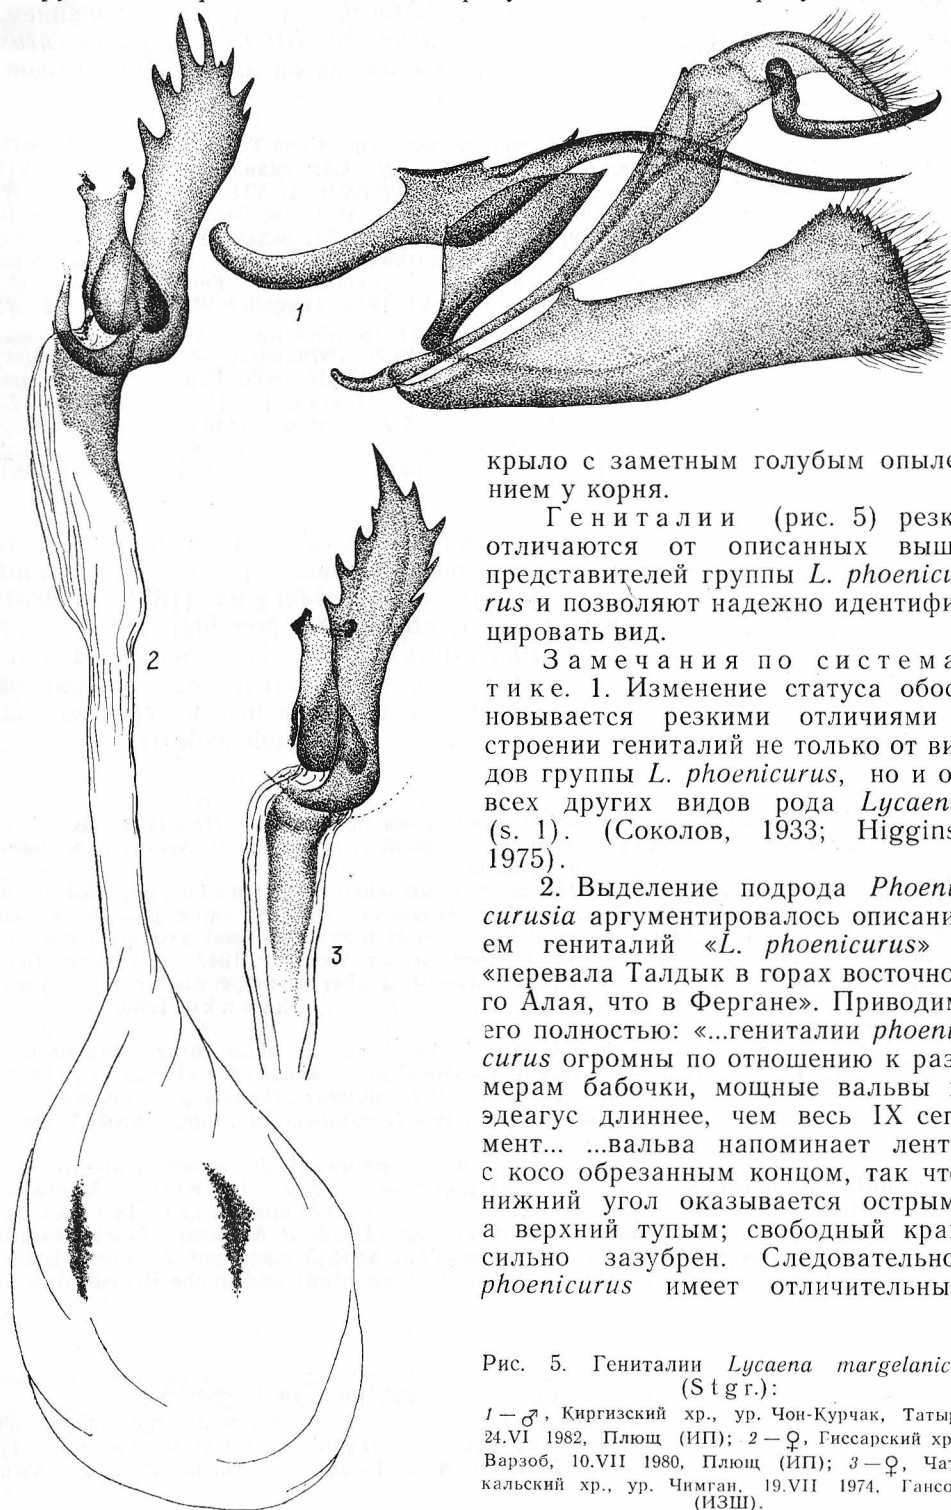 1
2
3
крыло с заметным голубым опыле
нием у корня.
Гениталии (рис. 5) резк
отличаются от описанных выш
представителей группы L. phoenicu
rus и позволяют надежно идентифи
цировать вид.
Замечания по система
тике. 1. Изменение статуса обос
новывается резкими отличиями
строении гениталий не только от ви
дов группы L. phoenicurus, но и о
всех других видов рода Lycaen
(s. l). (Соколов, 1933; Higgins
1975).
2. Выделение подрода Phoeni
curusia аргументировалось описани
ем гениталий «L. phoenicurus»
«перевала Талдык в горах восточно
го Алая, что в Фергане». Приводим
его полностью: «...гениталии phoeni
curus огромны по отношению к раз
мерам бабочки, мощные вальвы
эдеагус длиннее, чем весь IX сег
мент... ...вальва напоминает лент
с косо обрезанным концом, так чт
нижний угол оказывается острым
а верхний тупым; свободный край
сильно зазубрен. Следовательно
phoenicurus имеет отличительны
Рис. 5. Гениталии Lycaena margelanic
(Stgr.):
1 — ♂, Киргизский хр., ур. Чон-Курчак, Татыр
24.VI 1982, Плющ (ИП); 2 — ♀, Гиссарский хр
Варзоб, 10.VII 1980, Плющ (ИП); 3 — ♀, Чат
кальский хр., ур. Чимган, 19.VII 1974, Гансо
(ИЗШ).